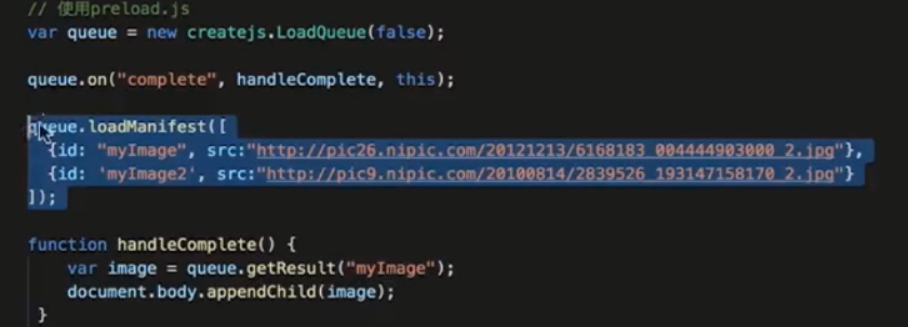 // 使用preload.js
var queue = new createjs.LoadQueue(false);
queue.on("complete", handleComplete, this);
queue.loadManifest([
{id: "myImage", src:"http://pic26.nipic.com/20121213/6168183_004444903000_2.jpg"},
{id: 'myImage2', src:"http://pic9.nipic.com/20100814/2839526_193147158170_2.jpg"}
]);
function handleComplete() {
var image = queue.getResult("myImage");
document.body.appendChild(image);
}